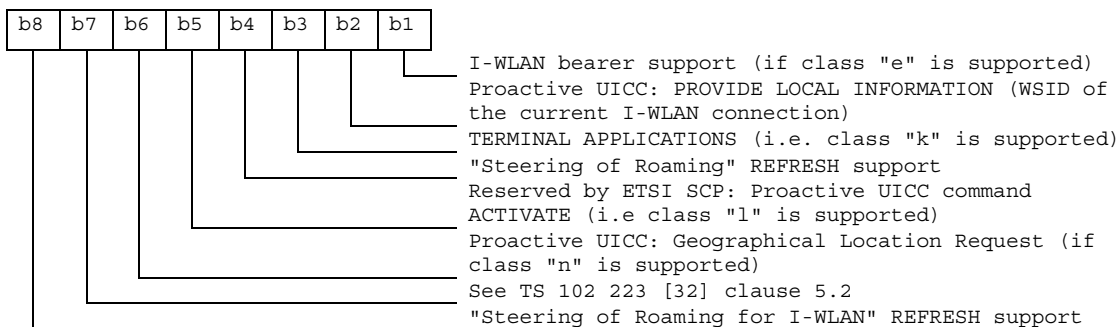 b8 b7 b6 b5 b4 b3 b2 b1
I-WLAN bearer support (if class "e" is supported)
Proactive UICC: PROVIDE LOCAL INFORMATION (WSID of
the current I-WLAN connection)
TERMINAL APPLICATIONS (i.e. class "k" is supported)
"Steering of Roaming" REFRESH support
Reserved by ETSI SCP: Proactive UICC command
ACTIVATE (i.e class "l" is supported)
Proactive UICC: Geographical Location Request (if
class "n" is supported)
See TS 102 223 [32] clause 5.2
"Steering of Roaming for I-WLAN" REFRESH support